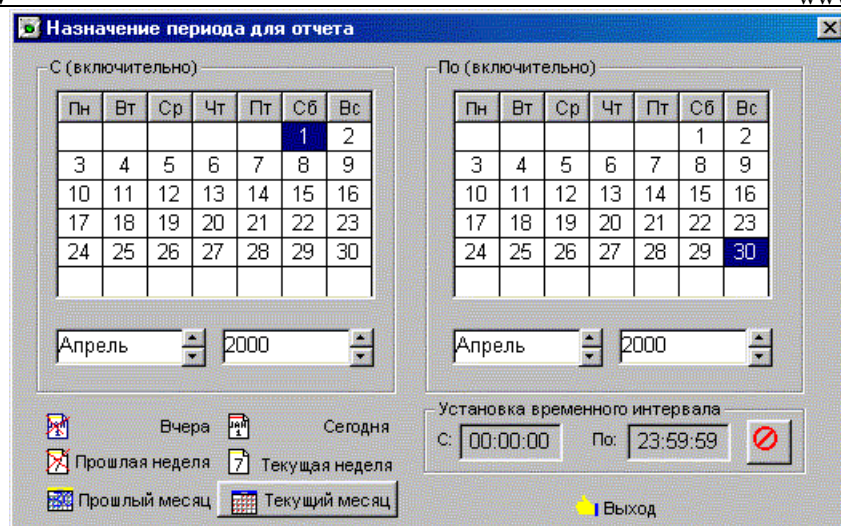 Назначение периода для отчета
С (включительно)
Пн Вт Ср Чт Пт Сб Вс
1 2
3 4 5 6 7 8 9
10 11 12 13 14 15 16
17 18 19 20 21 22 23
24 25 26 27 28 29 30
Апрель 2000
По (включительно)
Пн Вт Ср Чт Пт Сб Вс
1 2
3 4 5 6 7 8 9
10 11 12 13 14 15 16
17 18 19 20 21 22 23
24 25 26 27 28 29 30
Апрель 2000
Вчера Сегодня
Прошлая неделя 7 Текущая неделя
Прошлый месяц Текущий месяц
Установка временного интервала
С: 00:00:00 По: 23:59:59
Выход